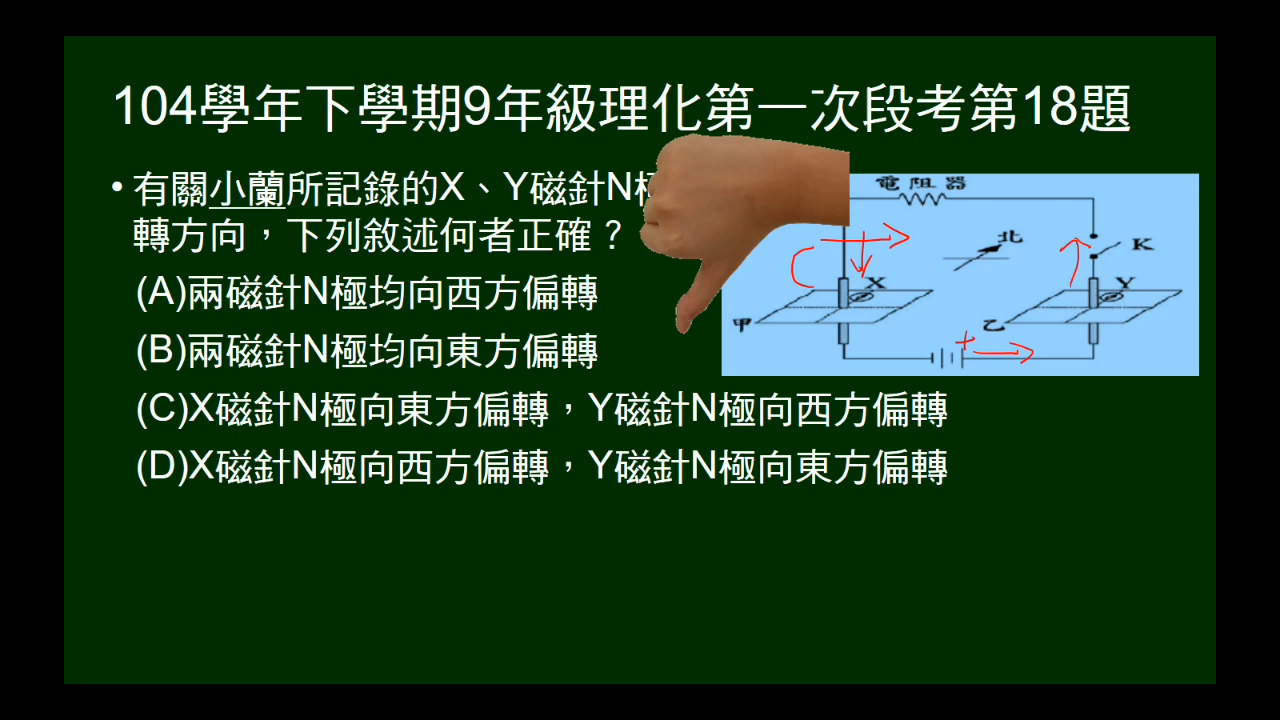 104學年下學期9年級理化第一次段考第18題
• 有關小蘭所記錄的X、Y磁針N極
轉方向，下列敘述何者正確？
(A)兩磁針N極均向西方偏轉
(B)兩磁針N極均向東方偏轉
(C)X磁針N極向東方偏轉，Y磁針N極向西方偏轉
(D)X磁針N極向西方偏轉，Y磁針N極向東方偏轉
電阻器
北
K
X
Y
甲
乙
+